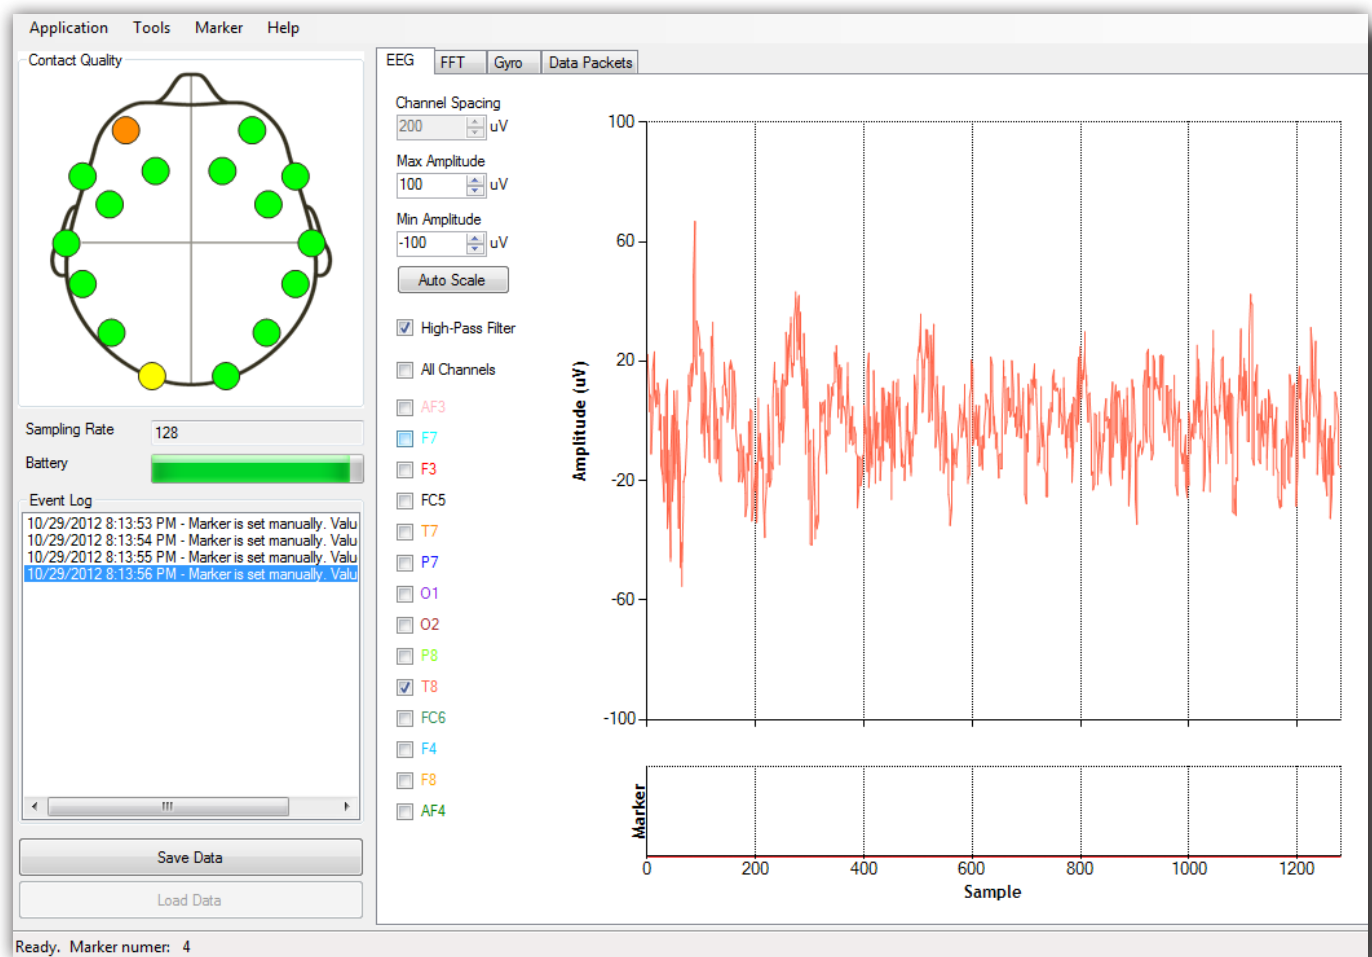 Application Tools Marker Help
Contact Quality
Sampling Rate 128
Battery
Event Log
10/29/2012 8:13:53 PM - Marker is set manually. Valu
10/29/2012 8:13:54 PM - Marker is set manually. Valu
10/29/2012 8:13:55 PM - Marker is set manually. Valu
10/29/2012 8:13:56 PM - Marker is set manually. Valu
Save Data
Load Data
EEG FFT Gyro Data Packets
Channel Spacing
200 uV
Max Amplitude
100 uV
Min Amplitude
-100 uV
Auto Scale
High-Pass Filter
All Channels
AF3
F7
F3
FC5
T7
P7
O1
O2
P8
T8
FC6
F4
F8
AF4
Amplitude (uV)
100
60
20
-20
-60
-100
Marker
0 200 400 600 800 1000 1200
Sample
Ready. Marker numer: 4